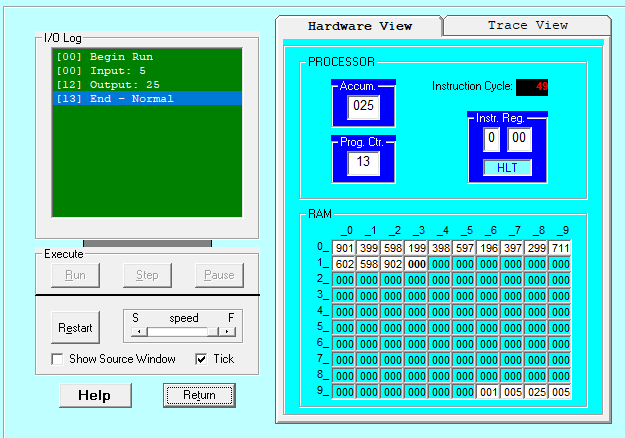 Hardware View
Trace View
I/O Log
[00] Begin Run
[00] Input: 5
[12] Output: 25
[13] End - Normal
Execute
Run Step Pause
Restart
S speed F
Show Source Window Tick
Help Return
PROCESSOR
Accum.
025
Instruction Cycle: 49
Prog. Ctr.
13
Instr. Reg.
0 00
HLT
RAM
_0 _1 _2 _3 _4 _5 _6 _7 _8 _9
0_ 901 399 598 199 398 597 196 397 299 711
1_ 602 598 902 000 000 000 000 000 000 000
2_ 000 000 000 000 000 000 000 000 000 000
3_ 000 000 000 000 000 000 000 000 000 000
4_ 000 000 000 000 000 000 000 000 000 000
5_ 000 000 000 000 000 000 000 000 000 000
6_ 000 000 000 000 000 000 000 000 000 000
7_ 000 000 000 000 000 000 000 000 000 000
8_ 000 000 000 000 000 000 000 000 000 000
9_ 000 000 000 000 000 000 001 005 025 005